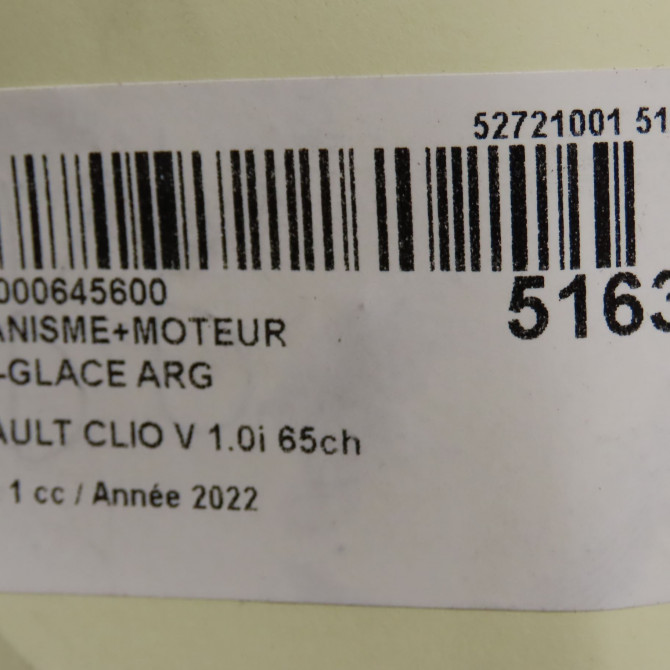 52721001 51
000645600
5163
ANISME+MOTEUR
-GLACE ARG
AULT CLIO V 1.0i 65ch
1 cc / Année 2022